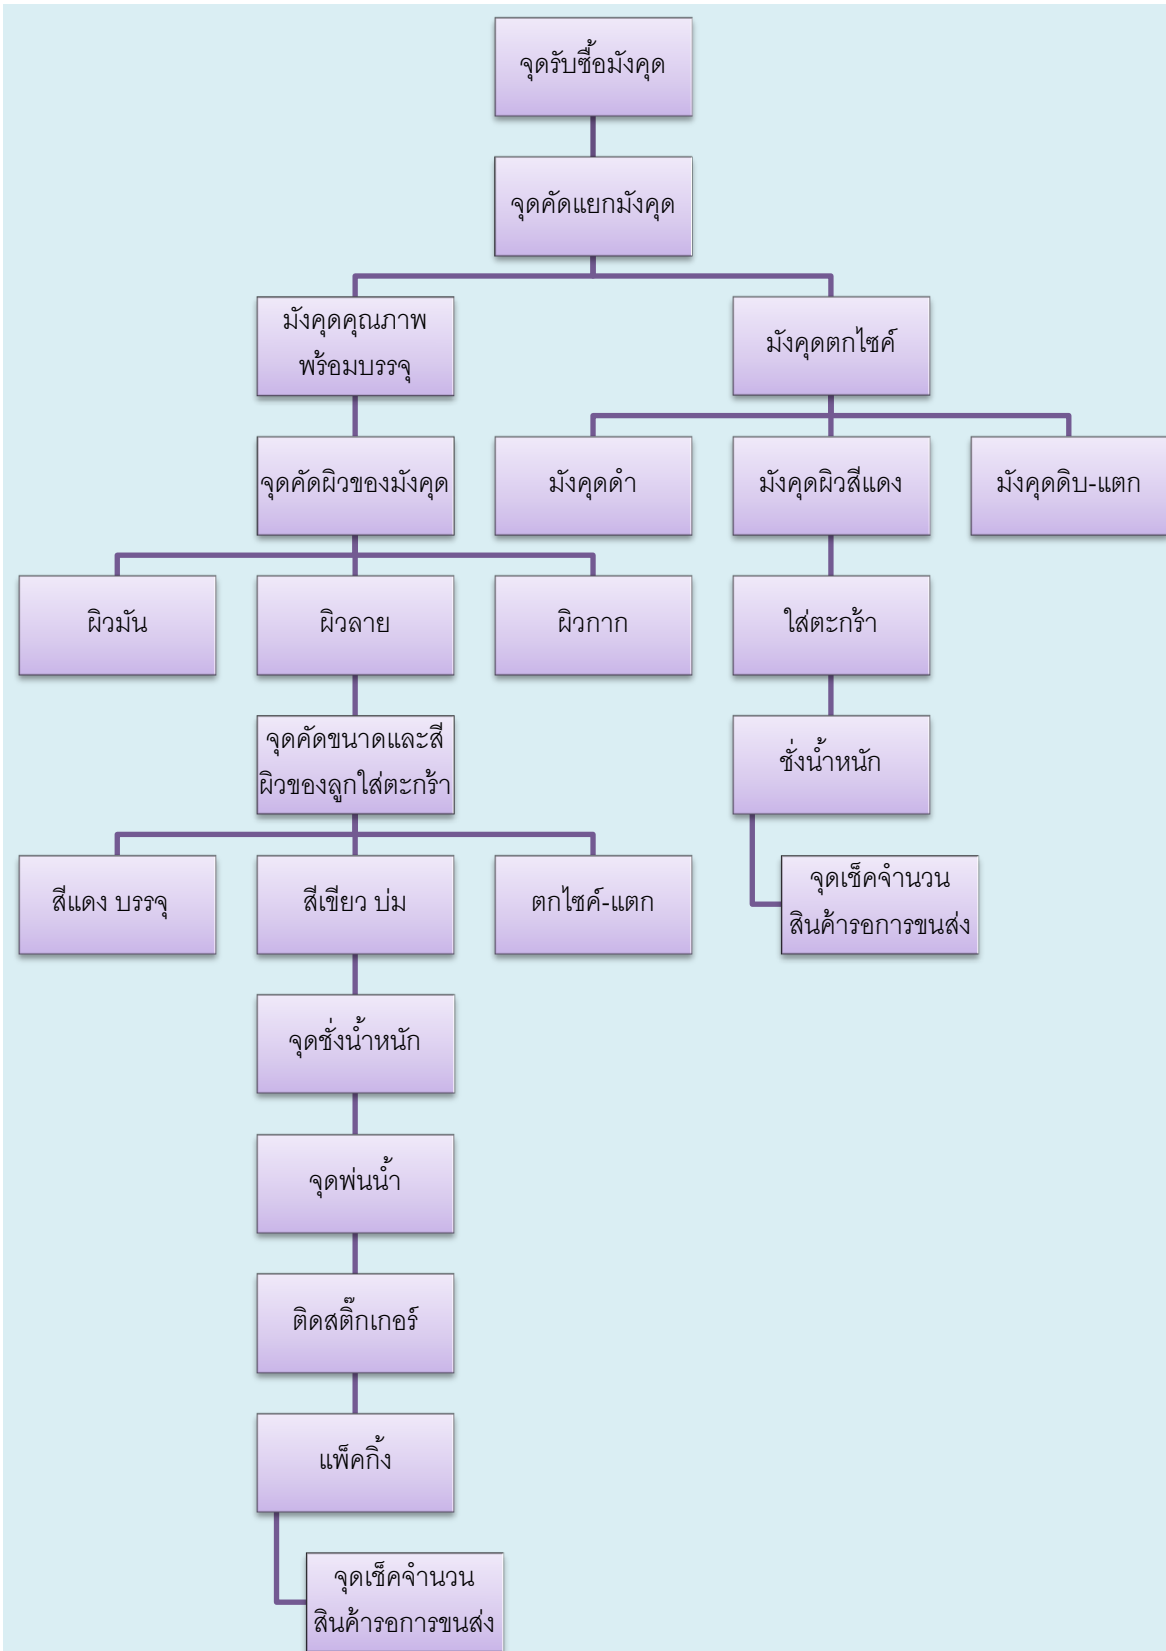 จุดรับซื้อมังคุด
จุดคัดแยกมังคุด
มังคุดคุณภาพ
พร้อมบรรจุ
มังคุดตกไซค์
จุดคัดผิวของมังคุด
มังคุดดำ
มังคุดผิวสีแดง
มังคุดดิบ-แตก
ผิวมัน
ผิวลาย
ผิวกาก
ใส่ตะกร้า
จุดคัดขนาดและสี
ผิวของลูกใส่ตะกร้า
ชั่งน้ำหนัก
สีแดง บรรจุ
สีเขียว บ่ม
ตกไซค์-แตก
จุดเช็คจำนวน
สินค้ารอการขนส่ง
จุดชั่งน้ำหนัก
จุดพ่นน้ำ
ติดสติ๊กเกอร์
แพ็คกิ้ง
จุดเช็คจำนวน
สินค้ารอการขนส่ง